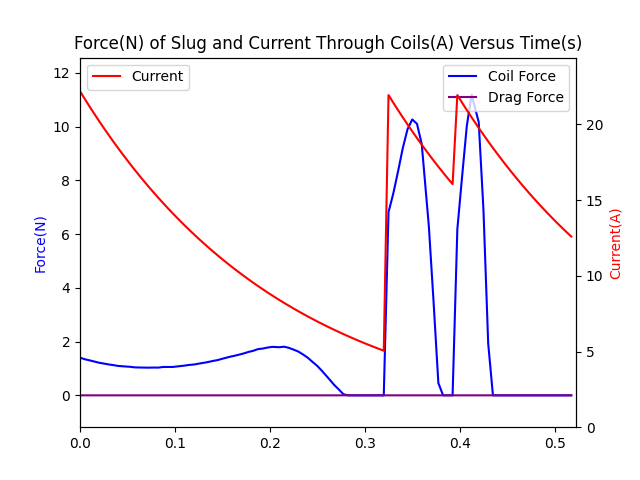 Force(N) of Slug and Current Through Coils(A) Versus Time(s)
Current
Coil Force
Drag Force
Force(N)
12
10
8
6
4
2
0
20
15
10
5
0
Current(A)
0.0 0.1 0.2 0.3 0.4 0.5